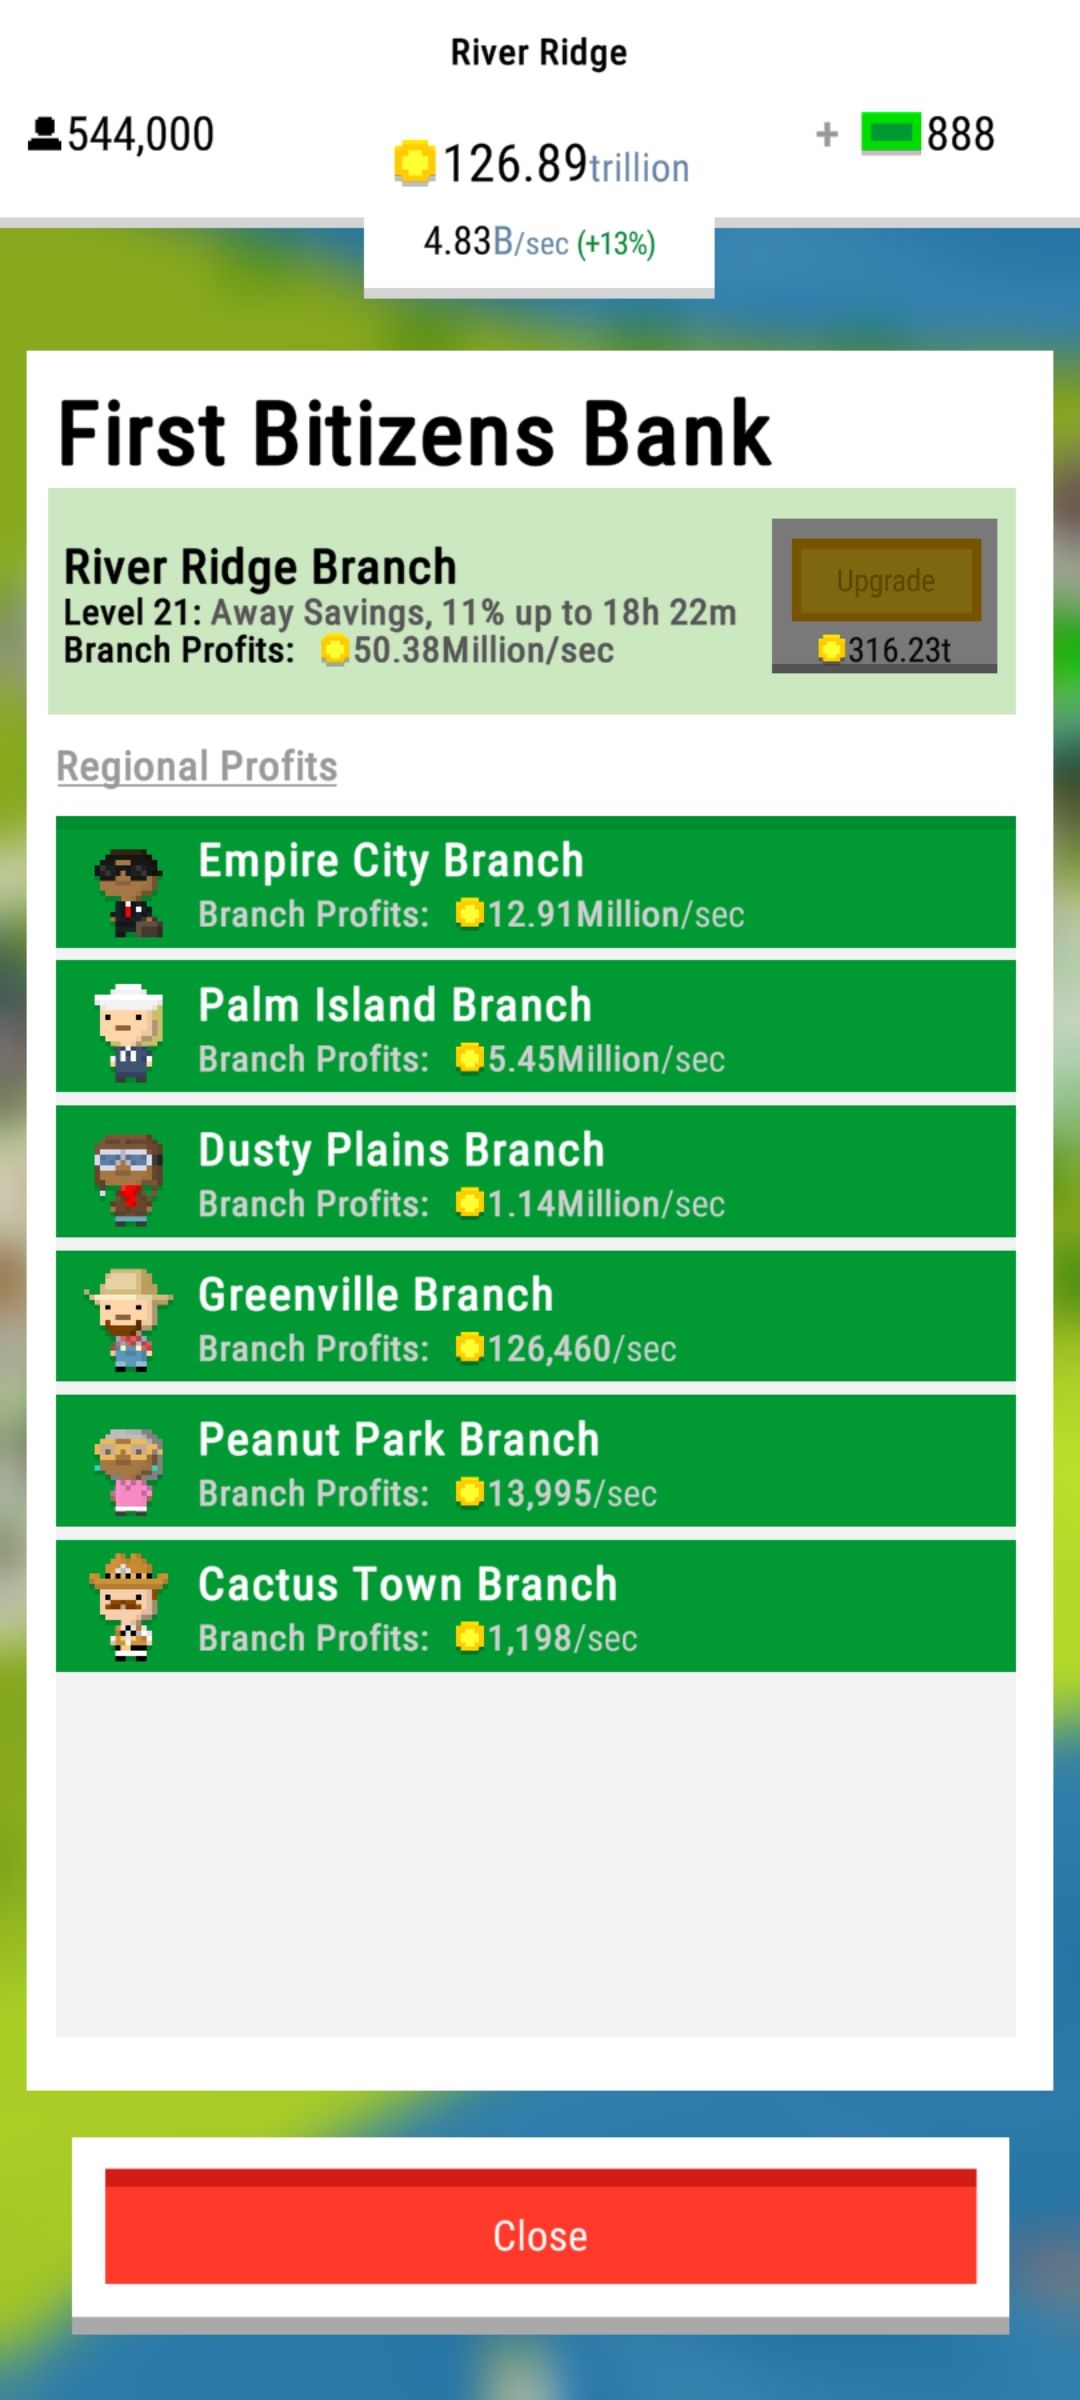 River Ridge
544,000
126.89trillion
+ 888
4.83B/sec (+13%)
First Bitizens Bank
River Ridge Branch
Level 21: Away Savings, 11% up to 18h 22m
Branch Profits: 50.38Million/sec
Upgrade
316.23t
Regional Profits
Empire City Branch
Branch Profits: 12.91Million/sec
Palm Island Branch
Branch Profits: 5.45Million/sec
Dusty Plains Branch
Branch Profits: 1.14Million/sec
Greenville Branch
Branch Profits: 126,460/sec
Peanut Park Branch
Branch Profits: 13,995/sec
Cactus Town Branch
Branch Profits: 1,198/sec
Close